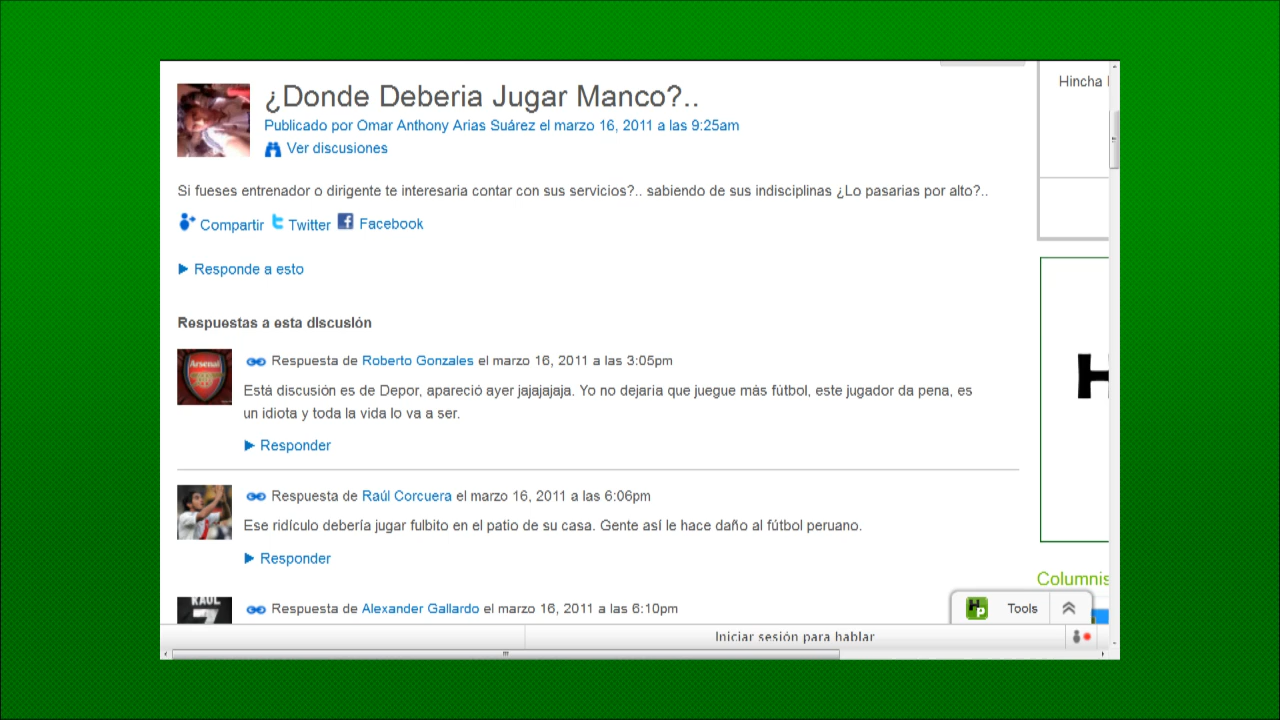 ¿Donde Deberia Jugar Manco?..
Publicado por Omar Anthony Arias Suárez el marzo 16, 2011 a las 9:25am
Ver discusiones
Si fueses entrenador o dirigente te interesaria contar con sus servicios?.. sabiendo de sus indisciplinas ¿Lo pasarias por alto?..
Compartir Twitter Facebook
Responde a esto
Respuestas a esta discusión
Arsenal
Respuesta de Roberto Gonzales el marzo 16, 2011 a las 3:05pm
Está discusión es de Depor, apareció ayer jajajajaja. Yo no dejaría que juegue más fútbol, este jugador da pena, es
un idiota y toda la vida lo va a ser.
Responder
Respuesta de Raúl Corcuera el marzo 16, 2011 a las 6:06pm
Ese ridículo debería jugar fulbito en el patio de su casa. Gente así le hace daño al fútbol peruano.
Responder
RAUL
7
Respuesta de Alexander Gallardo el marzo 16, 2011 a las 6:10pm
Hincha
H
Columnis
HP Tools
Iniciar sesión para hablar